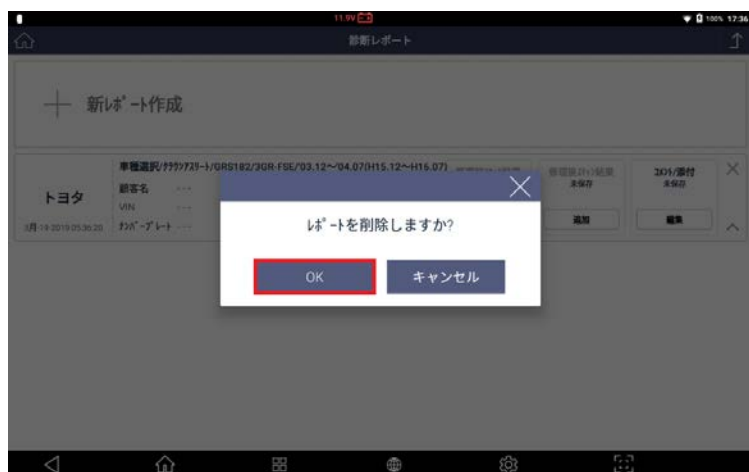 11.9V
100% 17:36
診断レポート
新ﾚﾎﾟｰﾄ作成
車種選択/ｸﾗｳﾝｱｽﾘｰﾄ/GRS182/3GR-FSE/03.12～'04.07(H15.12～H16.07)
トヨタ
顧客名 ---
VIN ---
ﾅﾝﾊﾞｰﾌﾟﾚｰﾄ ---
未保存
追加
ｺﾒﾝﾄ/添付
未保存
編集
ﾚﾎﾟｰﾄを削除しますか?
OK
キャンセル